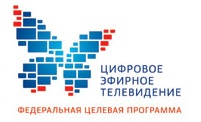 ЦИФРОВОЕ
ЭФИРНОЕ
ТЕЛЕВИДЕНИЕ
ФЕДЕРАЛЬНАЯ ЦЕЛЕВАЯ ПРОГРАММА